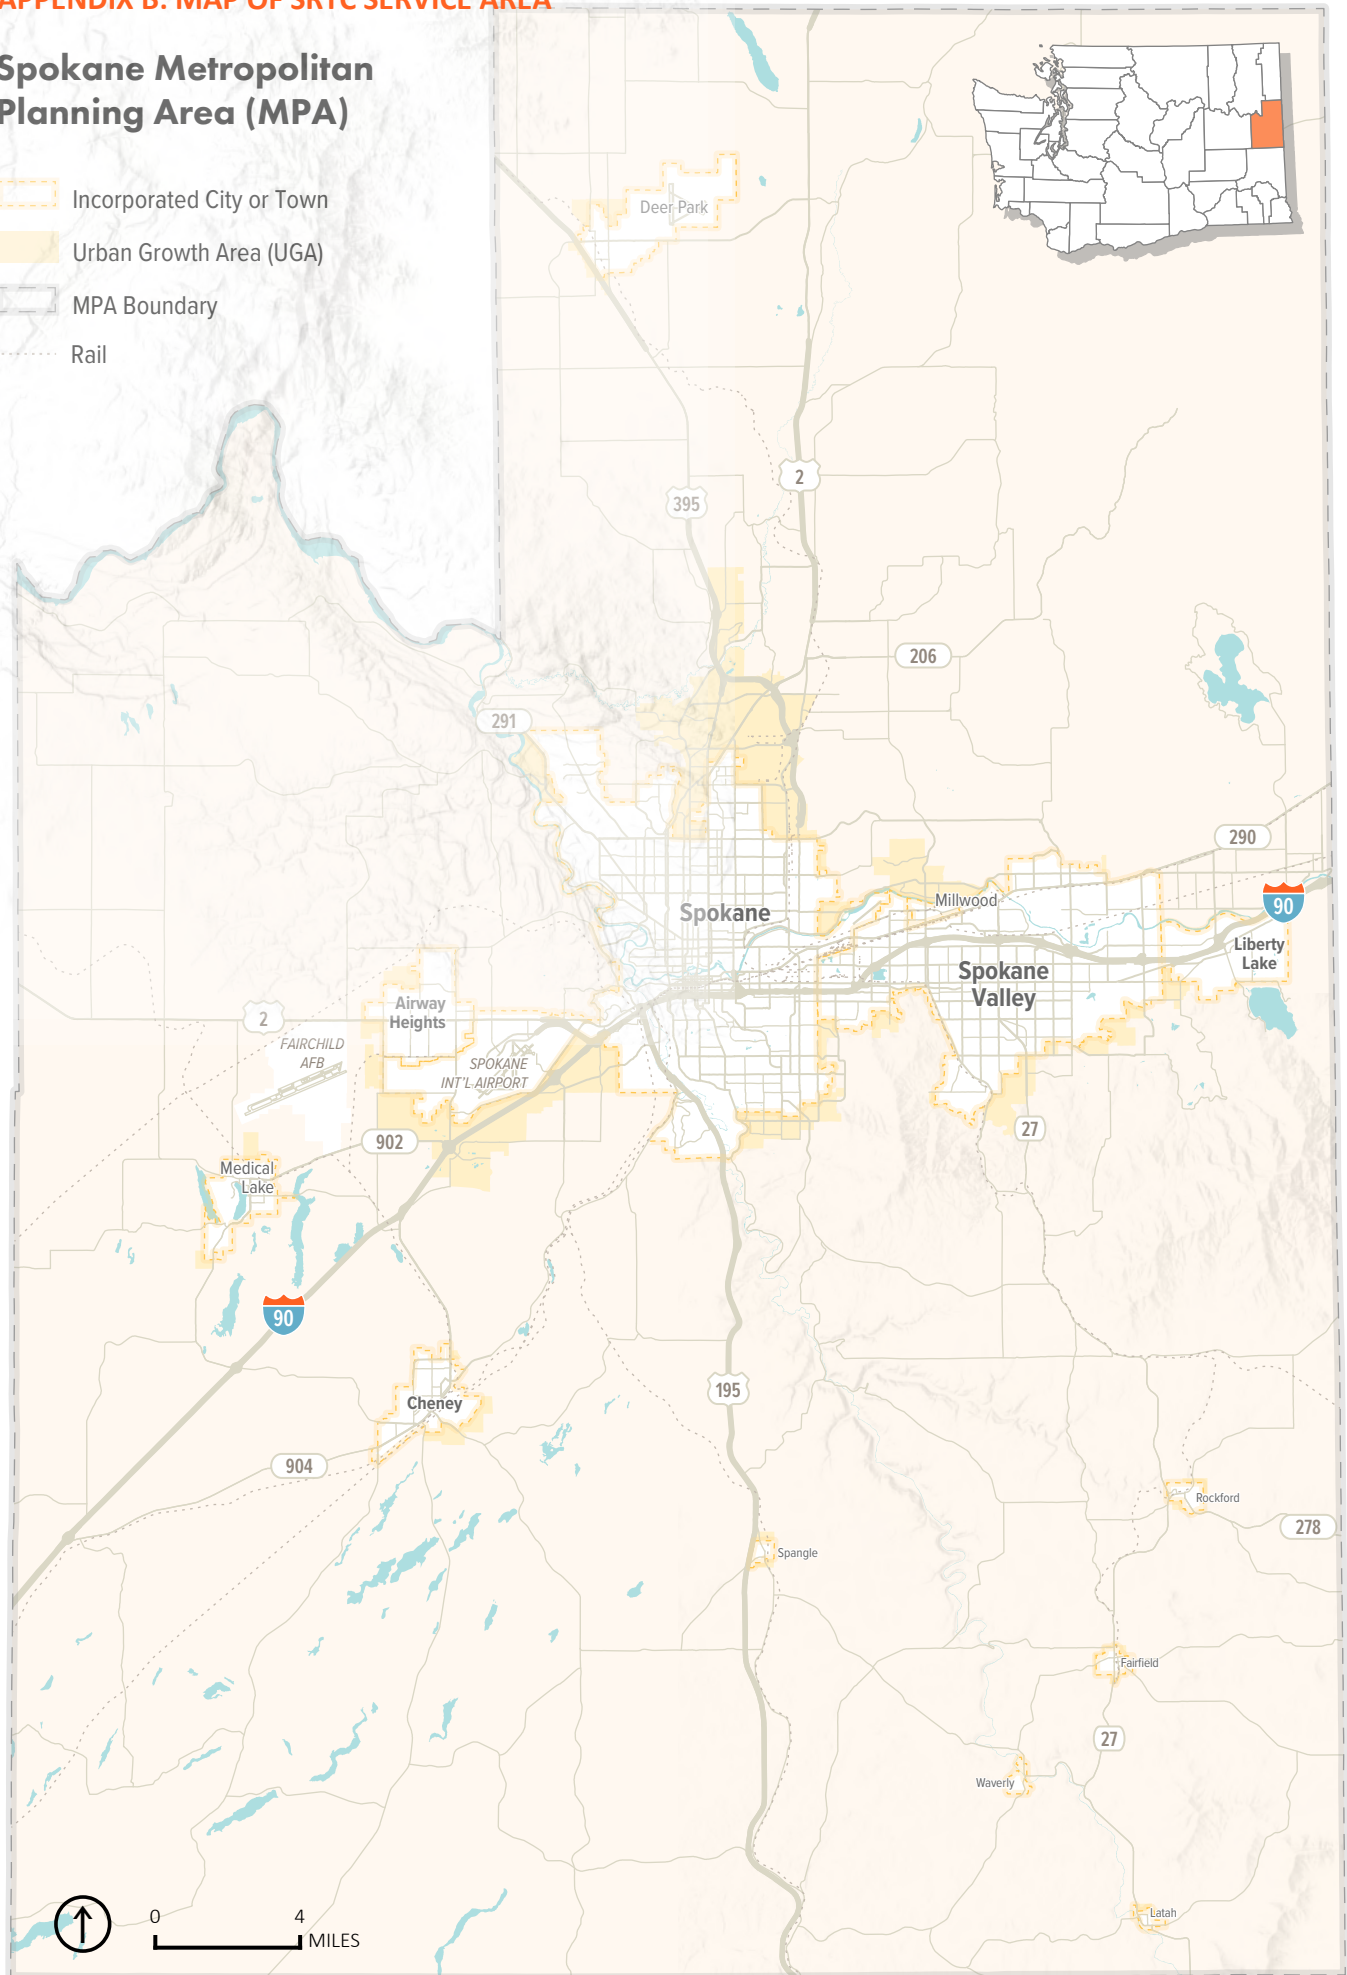 APPENDIX B: MAP OF SRTC SERVICE AREA
Spokane Metropolitan
Planning Area (MPA)
Incorporated City or Town
Urban Growth Area (UGA)
MPA Boundary
Rail
Deer Park
2
395
206
291
290
90
Millwood
Spokane
Liberty
Lake
Spokane
Valley
Airway
Heights
2
FAIRCHILD
AFB
SPOKANE
INT'L AIRPORT
902
27
Medical
Lake
90
195
Cheney
904
Rockford
278
Spangle
Fairfield
27
Waverly
Latah
0 4
MILES